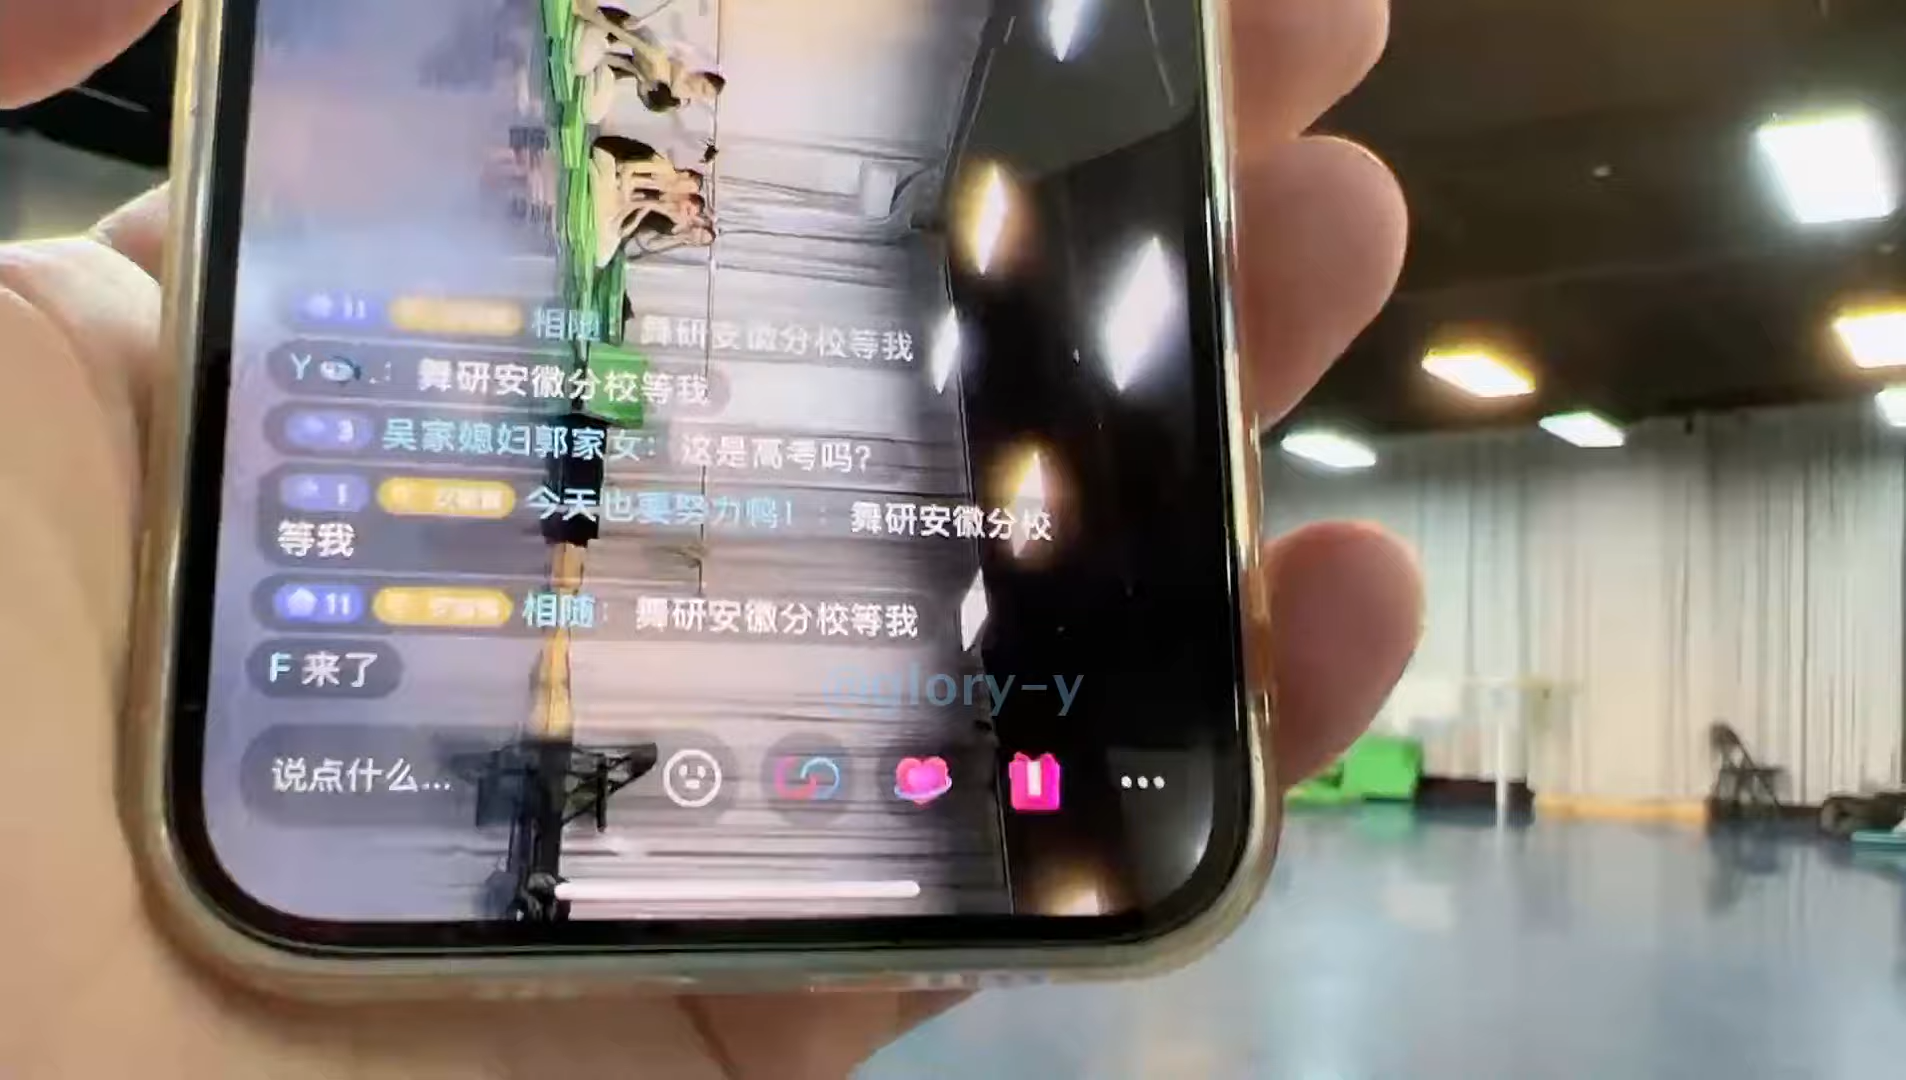 11 相随：舞研安徽分校等我
Y .：舞研安徽分校等我
3 吴家媳妇郭家女：这是高考吗？
1 今天也要努力鸭！：舞研安徽分校
等我
11 相随：舞研安徽分校等我
F 来了
@glory-y
说点什么...